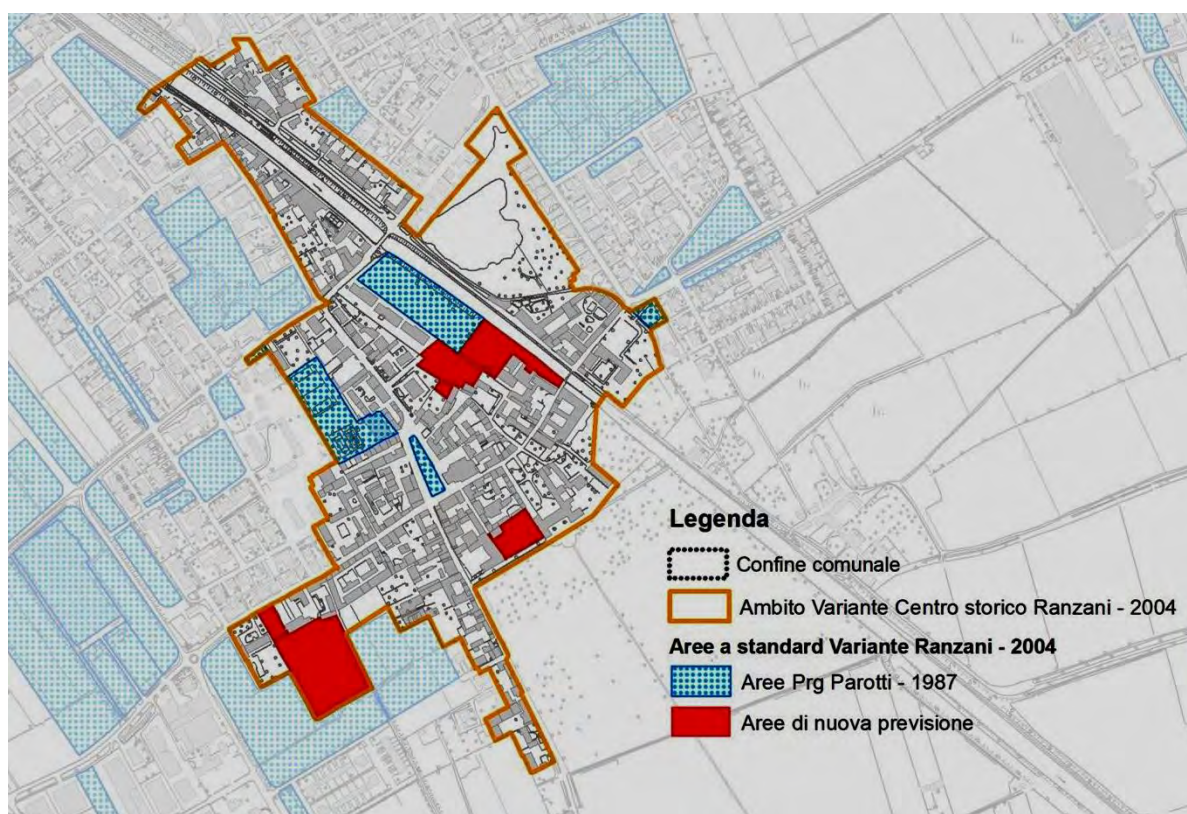 Legenda
Confine comunale
Ambito Variante Centro storico Ranzani - 2004
Aree a standard Variante Ranzani - 2004
Aree Prg Parotti - 1987
Aree di nuova previsione